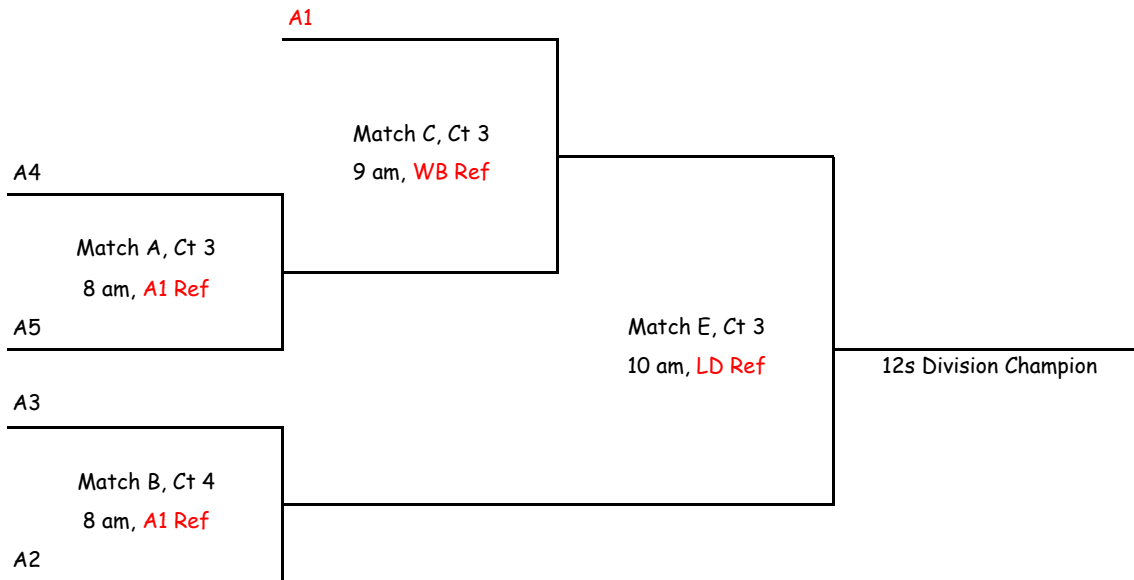 A1
Match C, Ct 3
9 am, WB Ref
A4
Match A, Ct 3
8 am, A1 Ref
A5
Match E, Ct 3
10 am, LD Ref
12s Division Champion
A3
Match B, Ct 4
8 am, A1 Ref
A2